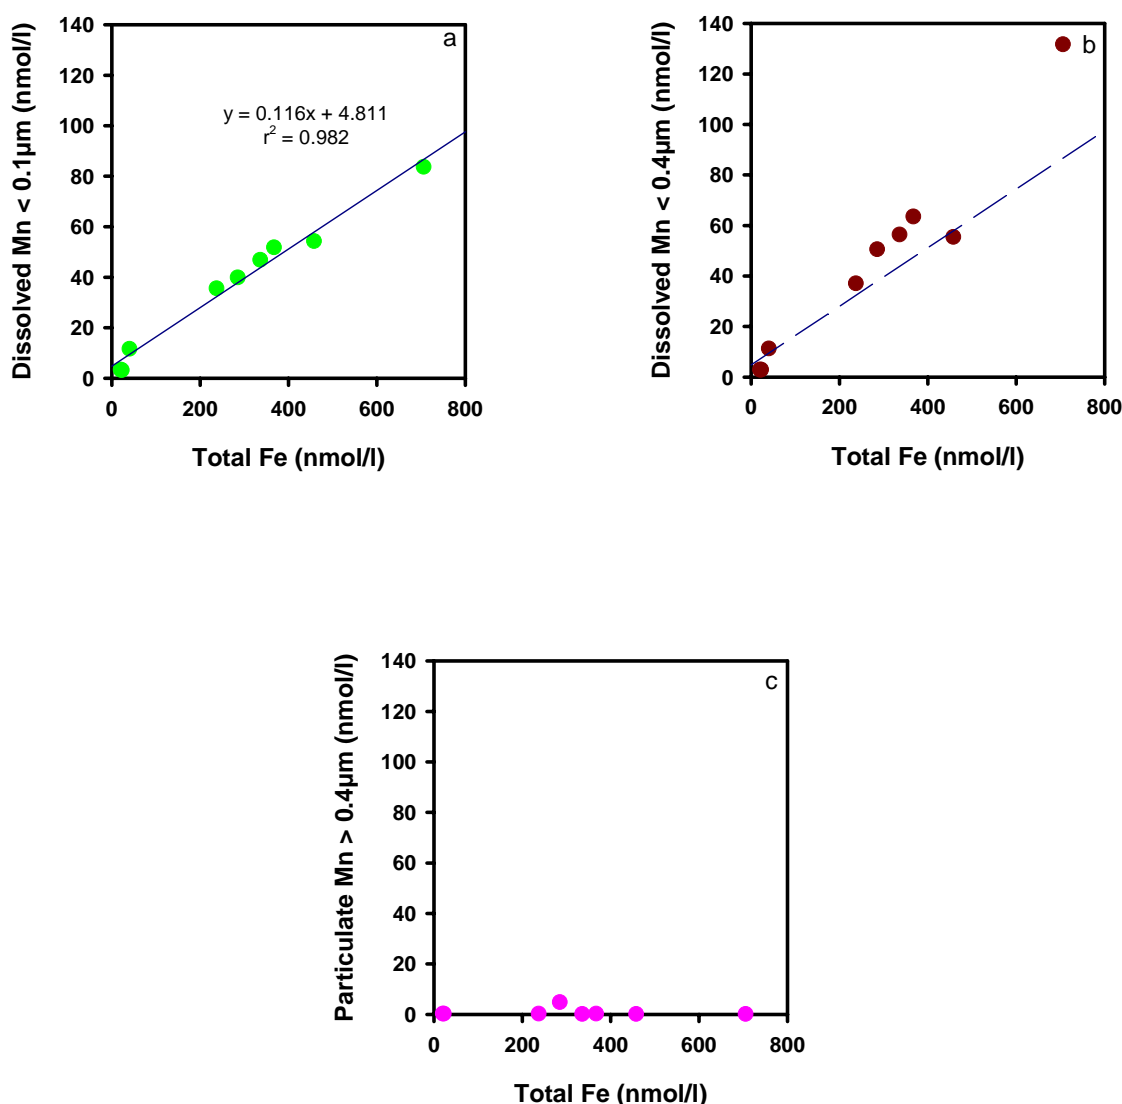 Dissolved Mn < 0.1µm (nmol/l)
140
120
100
80
60
40
20
0
a
y = 0.116x + 4.811
r² = 0.982
0 200 400 600 800
Total Fe (nmol/l)
Dissolved Mn < 0.4µm (nmol/l)
140
120
100
80
60
40
20
0
b
0 200 400 600 800
Total Fe (nmol/l)
Particulate Mn > 0.4µm (nmol/l)
140
120
100
80
60
40
20
0
c
0 200 400 600 800
Total Fe (nmol/l)